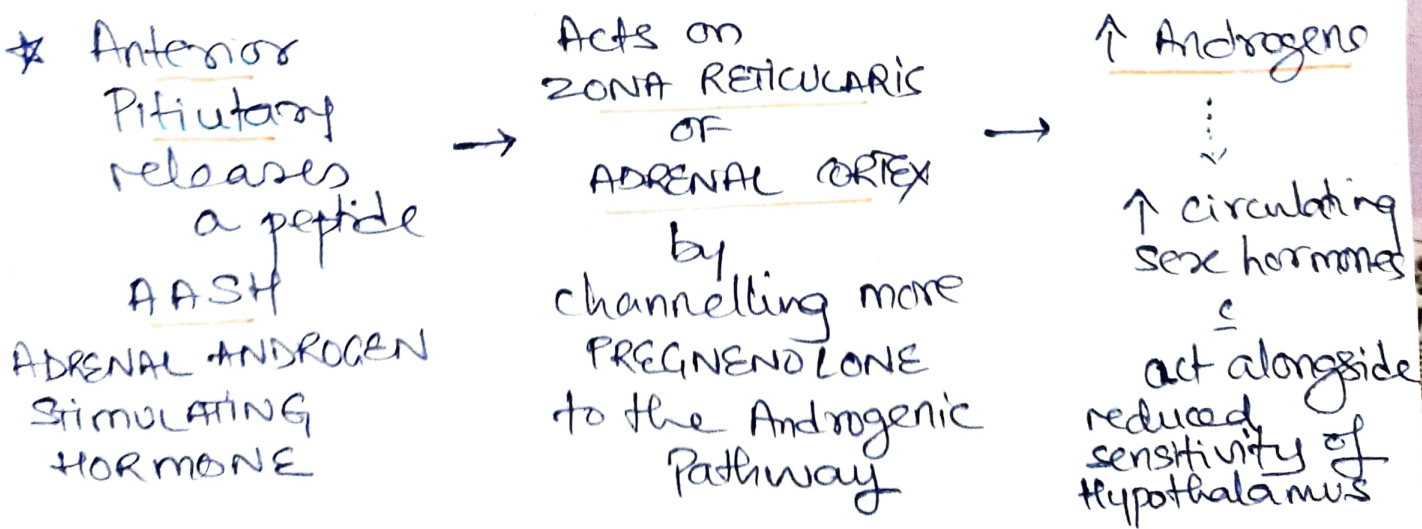 ☆ Anterior
Pitiutary
releases
a peptide
AASH
ADRENAL ANDROGEN
STIMULATING
HORMONE
→
Acts on
ZONA RETICULARIS
OF
ADRENAL CORTEX
by
channelling more
PREGNENOLONE
to the Androgenic
Pathway
→
↑ Androgens
↑ circulating
sex hormones
c
act alongside
reduced
sensitivity of
Hypothalamus